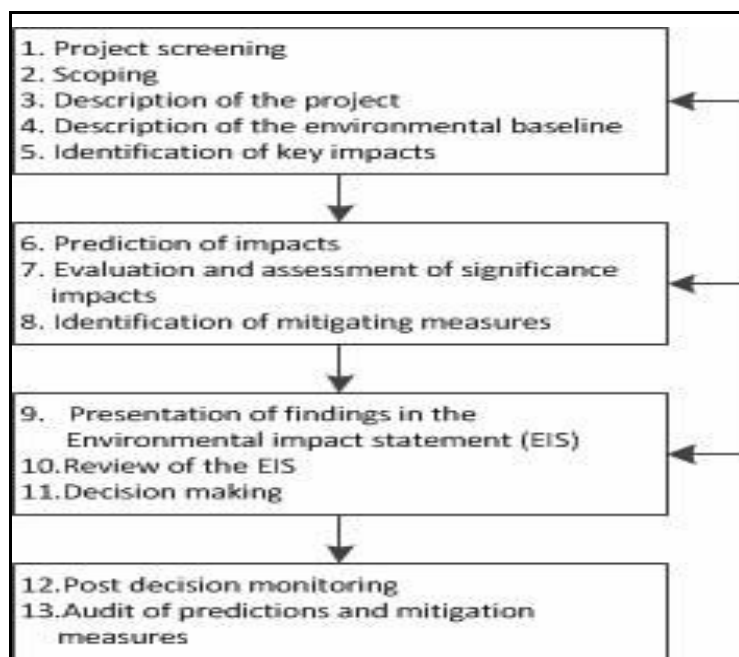 1. Project screening
2. Scoping
3. Description of the project
4. Description of the environmental baseline
5. Identification of key impacts
6. Prediction of impacts
7. Evaluation and assessment of significance
impacts
8. Identification of mitigating measures
9. Presentation of findings in the
Environmental impact statement (EIS)
10.Review of the EIS
11.Decision making
12.Post decision monitoring
13.Audit of predictions and mitigation
measures